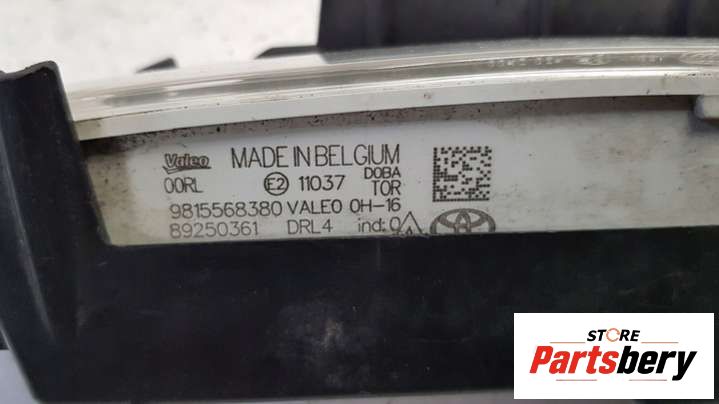 Valeo MADE IN BELGIUM
00RL E2 11037 DOBA
TOR
9815568380 VALEO 0H-16
89250361 DRL4 ind:0
STORE
Partsbery